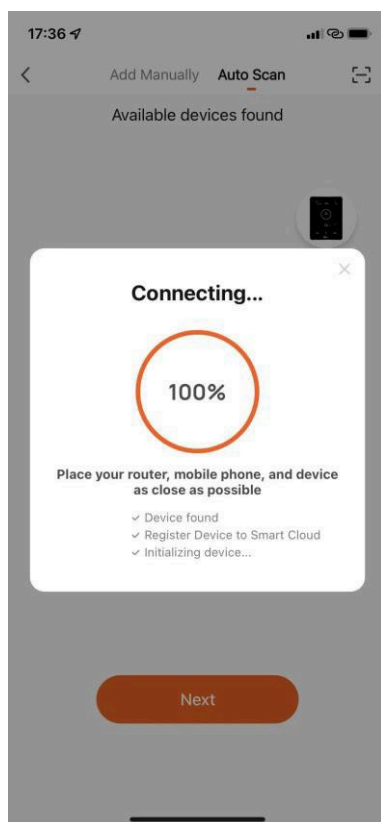 17:36
Add Manually Auto Scan
Available devices found
Connecting...
100%
Place your router, mobile phone, and device
as close as possible
✓ Device found
✓ Register Device to Smart Cloud
✓ Initializing device...
Next